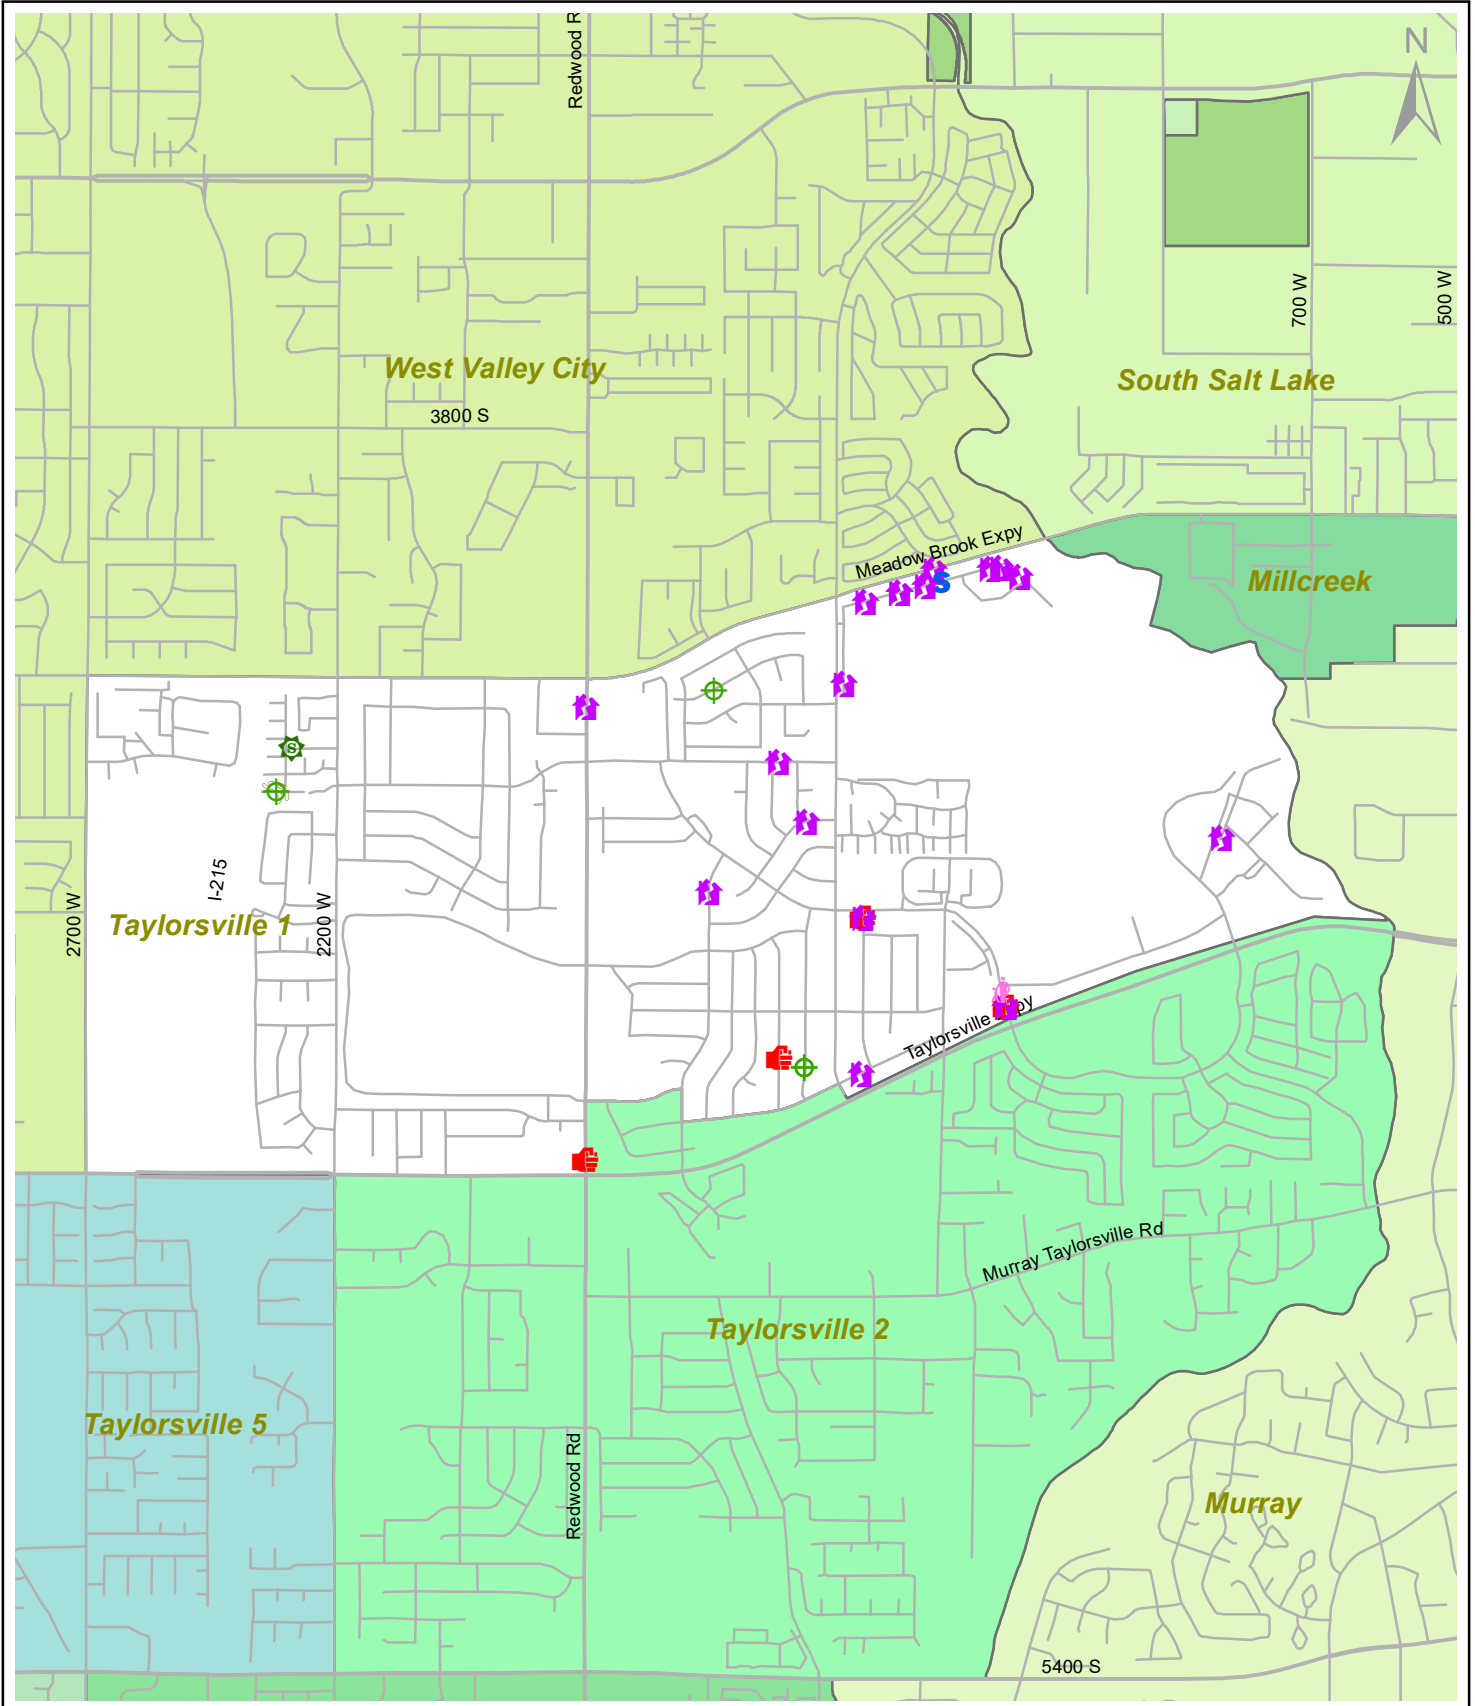 N
Redwood R
700 W
500 W
West Valley City
South Salt Lake
3800 S
Meadow Brook Expy
Millcreek
S
S
I-215
2700 W
2200 W
Taylorsville 1
Taylorsville
py
Murray Taylorsville Rd
Taylorsville 2
Taylorsville 5
Redwood Rd
Murray
5400 S